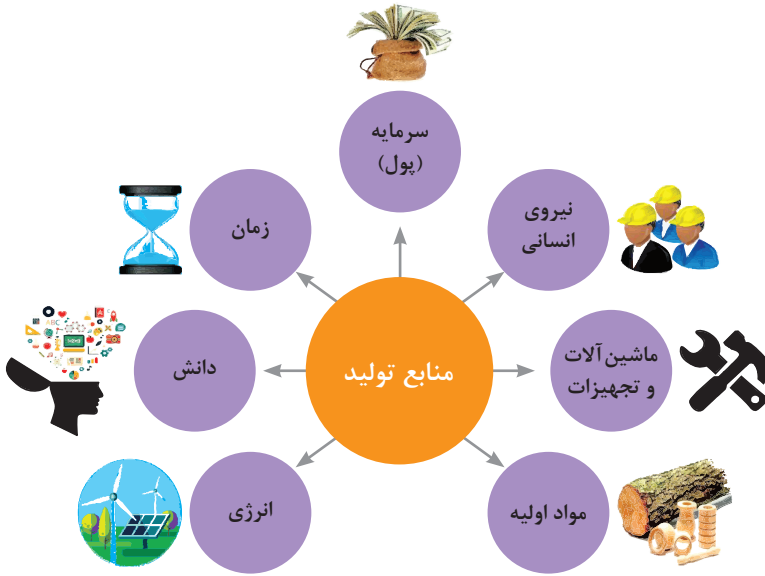 سرمایه
(پول)
نیروی
انسانی
زمان
ماشین‌آلات
و تجهیزات
منابع تولید
دانش
مواد اولیه
انرژی